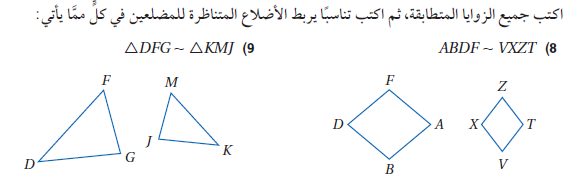 اكتب جميع الزوايا المتطابقة، ثم اكتب تناسبًا يربط الأضلاع المتناظرة للمضلعين في كلٍّ ممَّا يأتي:
8) ABDF ~ VXZT
9) △DFG ~ △KMJ
F
D
A
B
Z
X
T
V
F
D
G
M
J
K